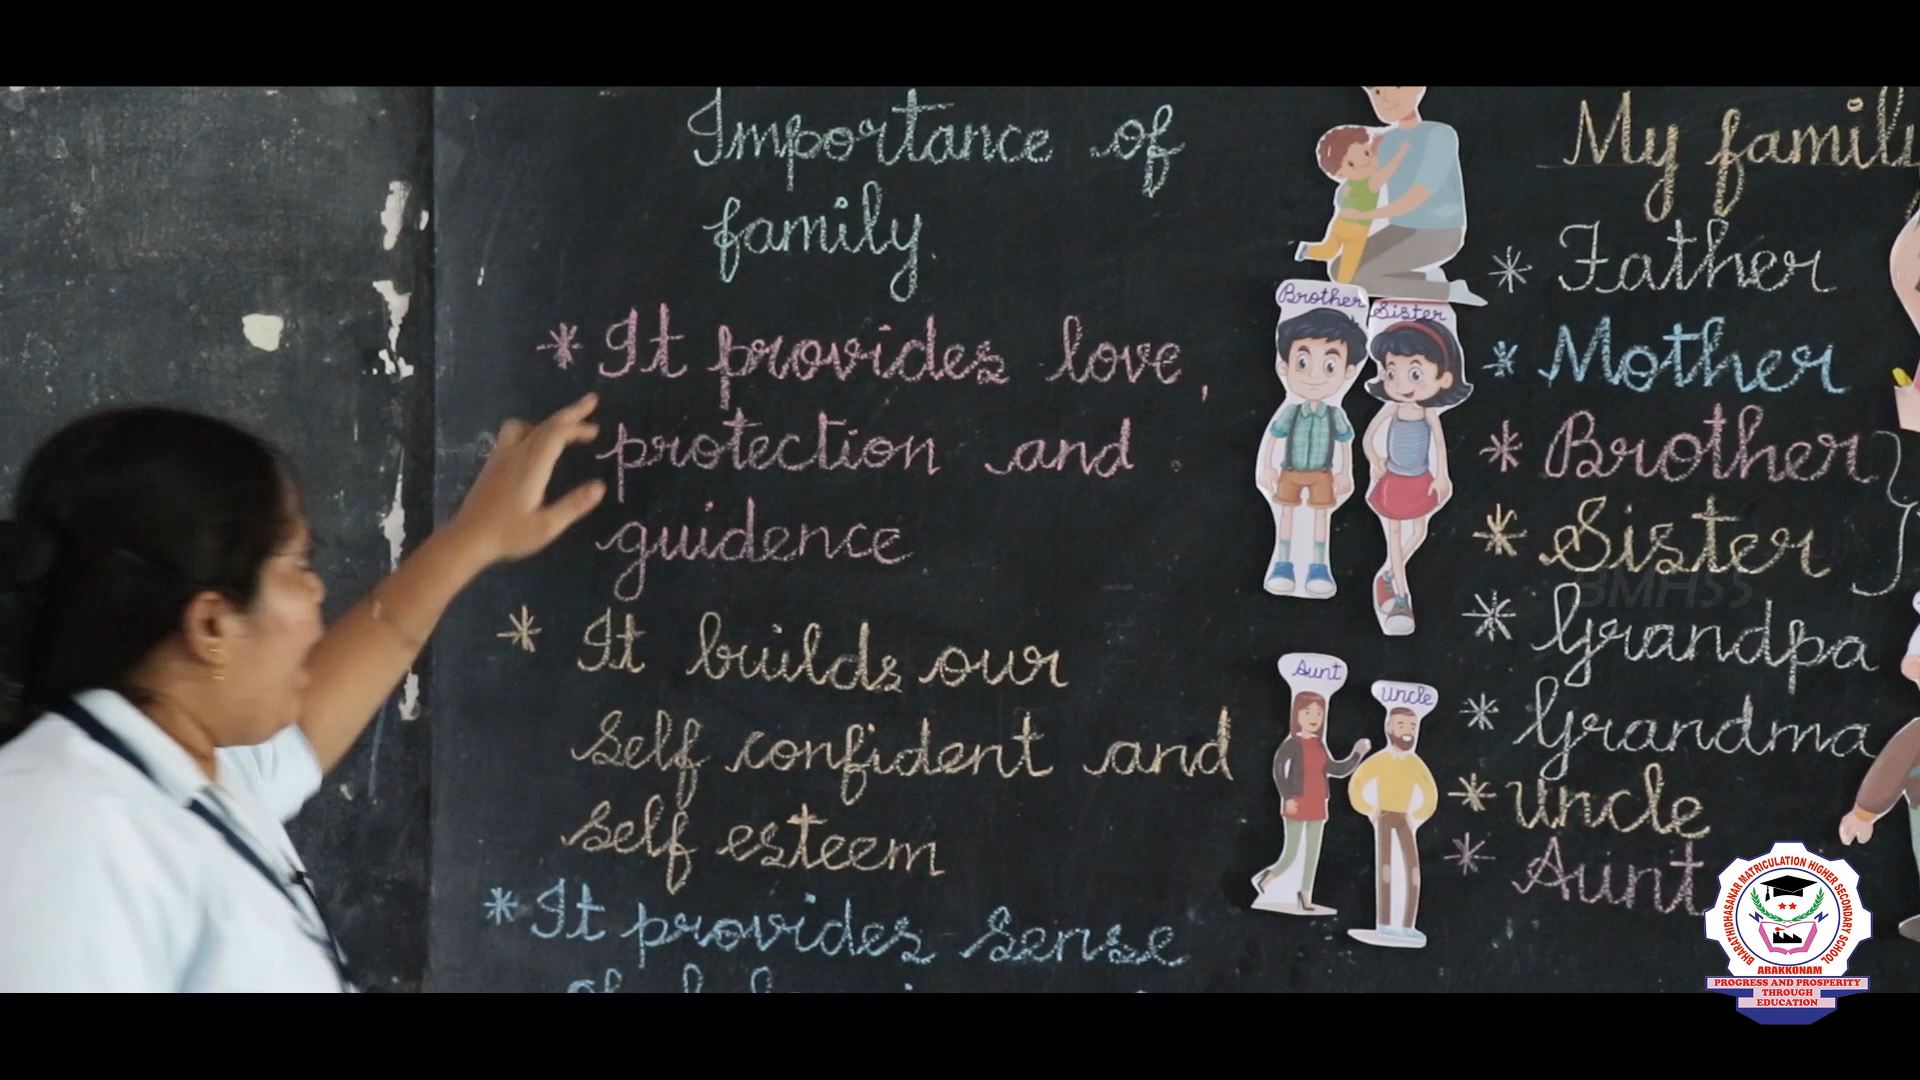 Importance of
family.
* It provides love,
protection and
guidence
* It builds our
self confident and
self esteem
* It provides sense
Brother
Sister
Aunt
Uncle
My family
* Father
* Mother
* Brother
* Sister
* Grandpa
* Grandma
* Uncle
* Aunt
BMHSS
BHARATHIDHASANAR MATRICULATION HIGHER SECONDARY SCHOOL
ARAKKONAM
PROGRESS AND PROSPERITY
THROUGH
EDUCATION